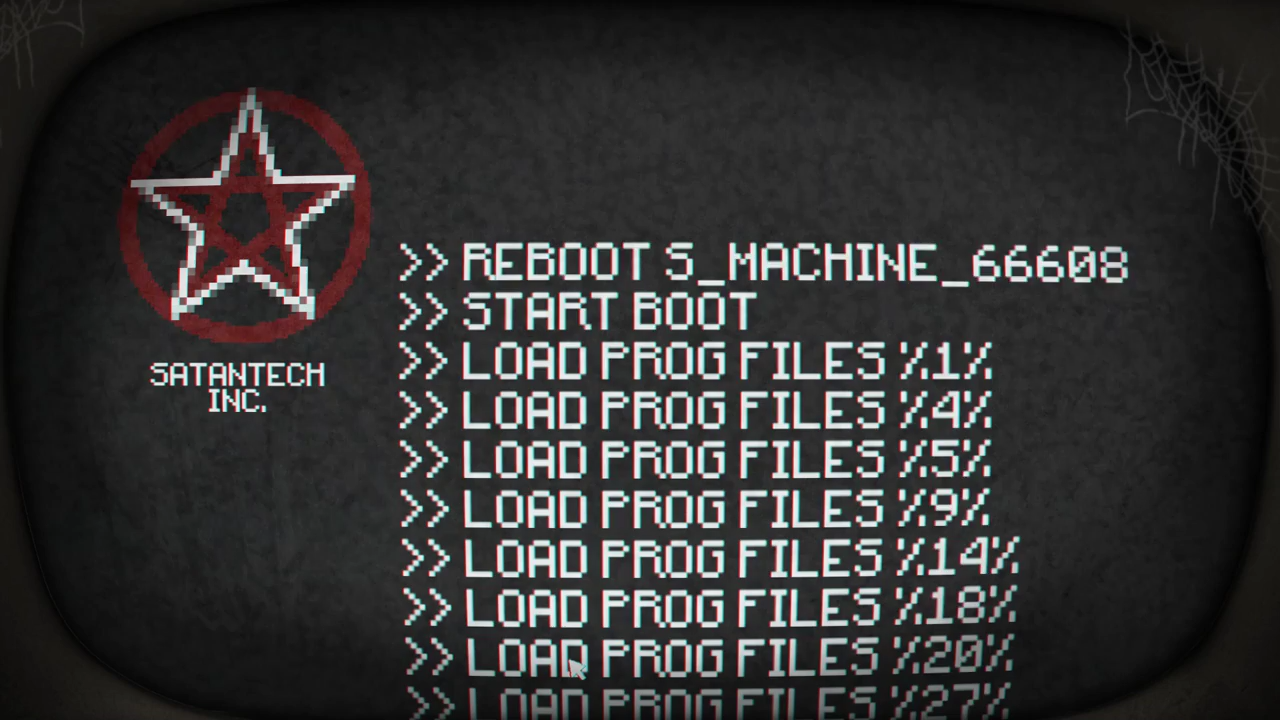 SATANTECH
INC.
>> REBOOT S_MACHINE_66608
>> START BOOT
>> LOAD PROG FILES %1%
>> LOAD PROG FILES %4%
>> LOAD PROG FILES %5%
>> LOAD PROG FILES %9%
>> LOAD PROG FILES %14%
>> LOAD PROG FILES %18%
>> LOAD PROG FILES %20%
>> LOAD PROG FILES %27%